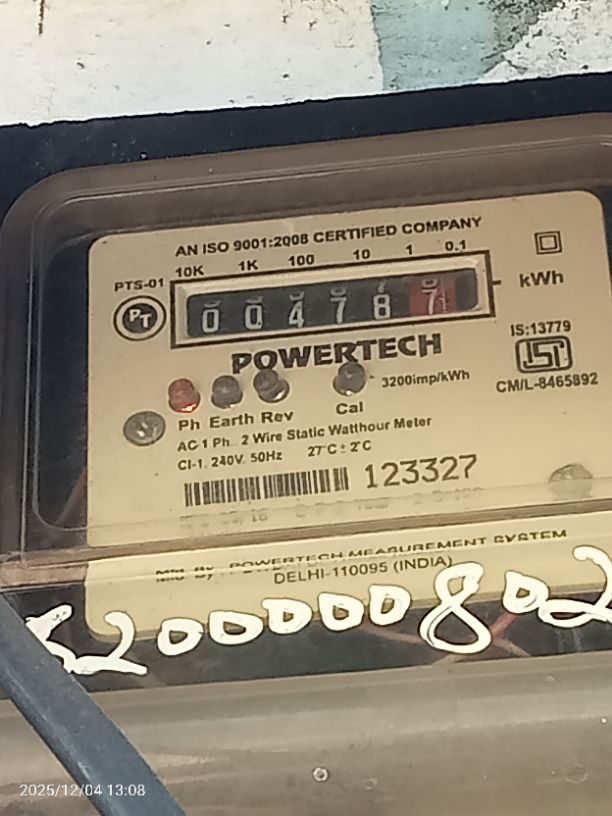 AN ISO 9001:2008 CERTIFIED COMPANY
10K 1K 100 10 1 0.1
PTS-01
kWh
PT
0 0 4 7 8 7
IS:13779
POWERTECH
ISI
3200imp/kWh
CM/L-8465892
Ph Earth Rev Cal
AC 1 Ph. 2 Wire Static Watthour Meter
Cl-1. 240V. 50Hz 27°C ± 2°C
123327
POWERTECH MEASUREMENT SYSTEM
DELHI-110095 (INDIA)
5200000802
2025/12/04 13:08